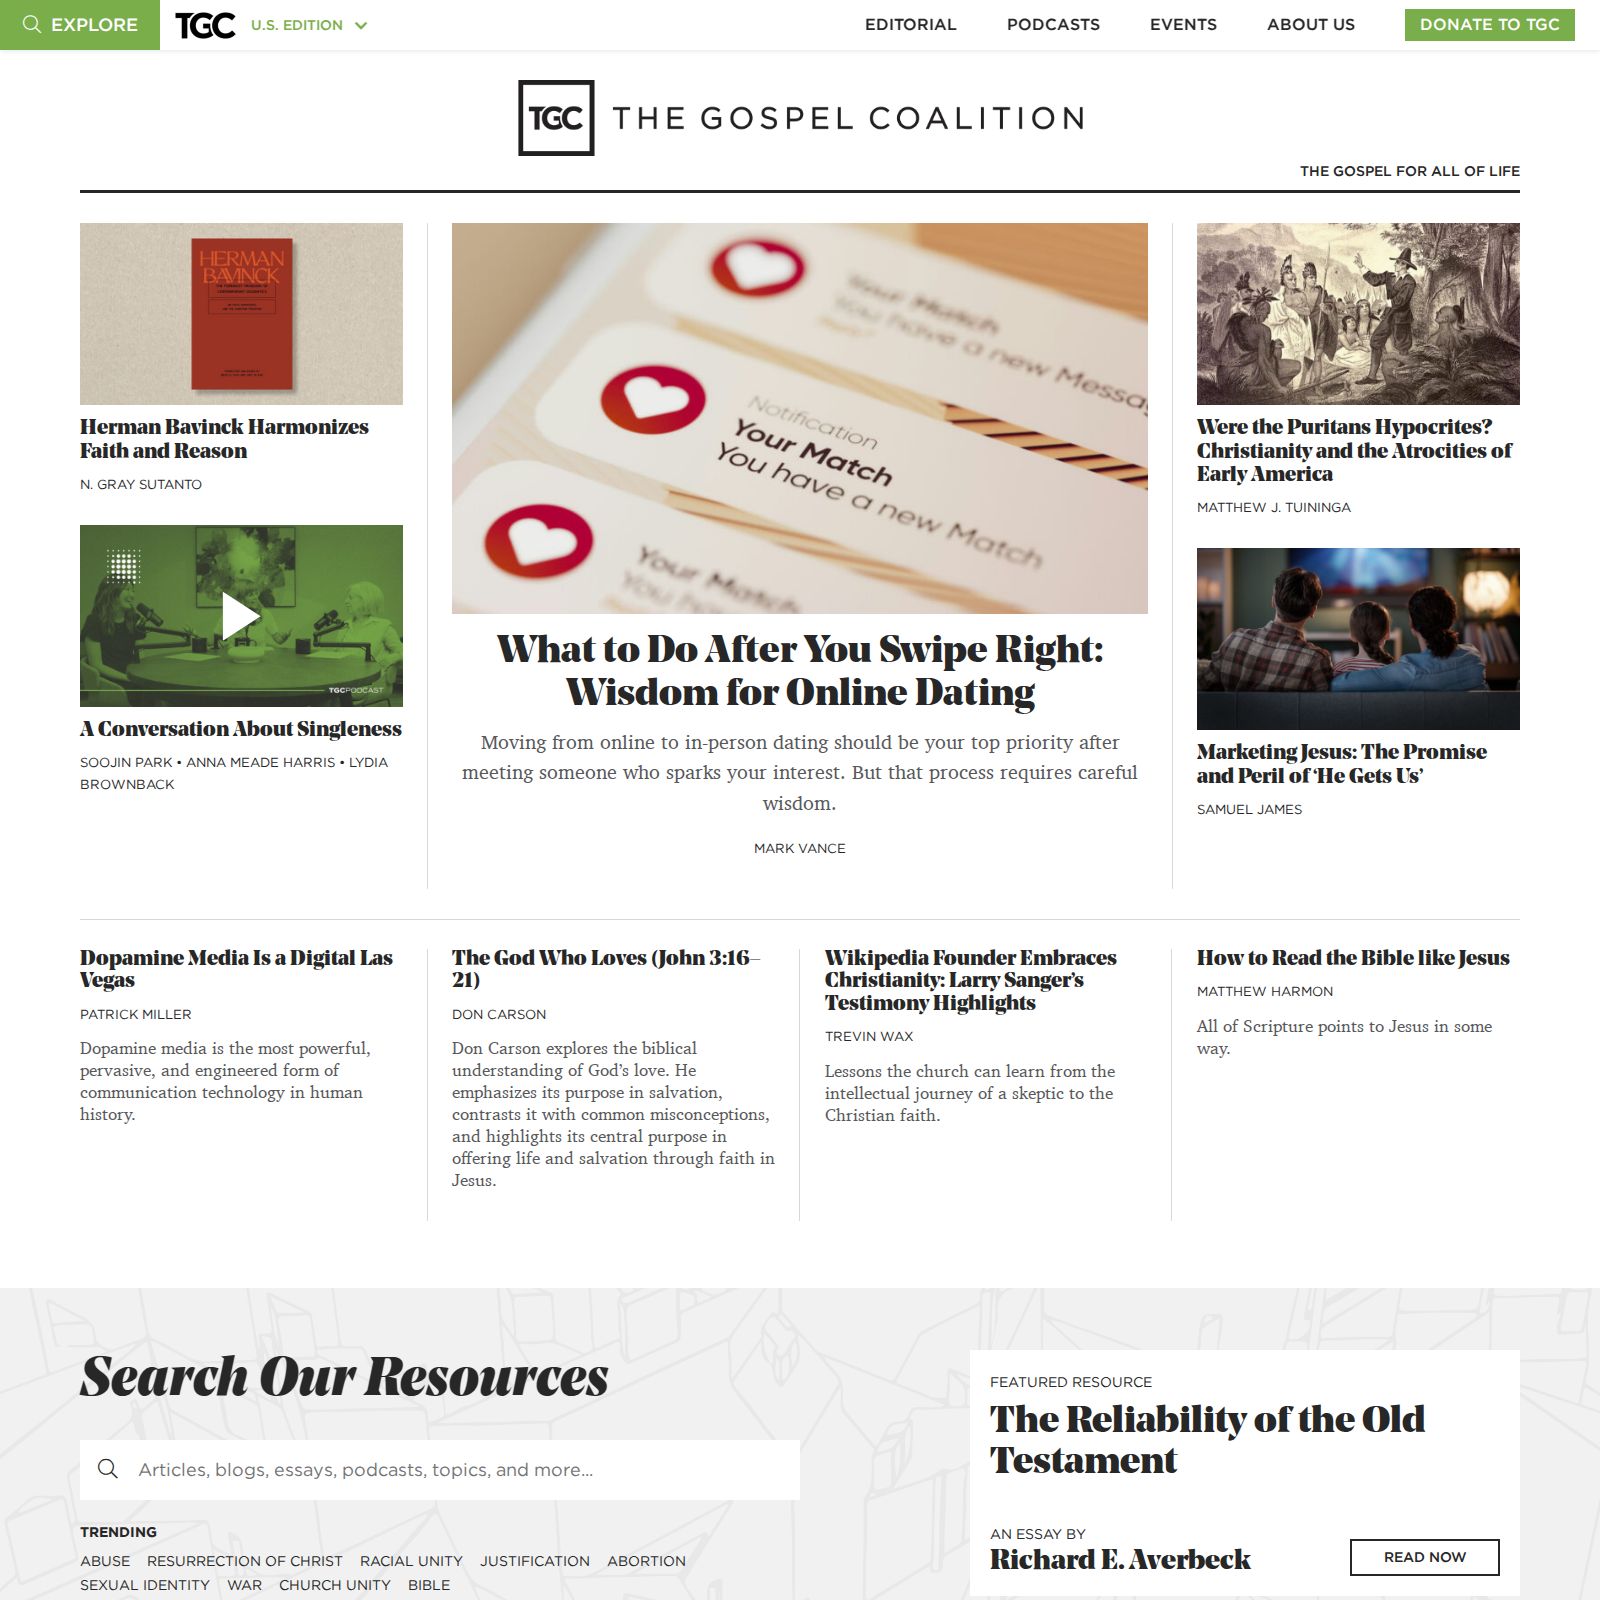 EXPLORE
TGC
U.S. EDITION
EDITORIAL
PODCASTS
EVENTS
ABOUT US
DONATE TO TGC
TGC
THE GOSPEL COALITION
THE GOSPEL FOR ALL OF LIFE
HERMAN
BAVINCK
Herman Bavinck Harmonizes
Faith and Reason
N. GRAY SUTANTO
TGCPODCAST
A Conversation About Singleness
SOOJIN PARK • ANNA MEADE HARRIS • LYDIA
BROWNBACK
Your Match
You have a new Messag
Notification
Your Match
You have a new Match
Your Match
You ha
What to Do After You Swipe Right:
Wisdom for Online Dating
Moving from online to in-person dating should be your top priority after
meeting someone who sparks your interest. But that process requires careful
wisdom.
MARK VANCE
Were the Puritans Hypocrites?
Christianity and the Atrocities of
Early America
MATTHEW J. TUININGA
Marketing Jesus: The Promise
and Peril of ‘He Gets Us’
SAMUEL JAMES
Dopamine Media Is a Digital Las
Vegas
PATRICK MILLER
Dopamine media is the most powerful,
pervasive, and engineered form of
communication technology in human
history.
The God Who Loves (John 3:16–
21)
DON CARSON
Don Carson explores the biblical
understanding of God’s love. He
emphasizes its purpose in salvation,
contrasts it with common misconceptions,
and highlights its central purpose in
offering life and salvation through faith in
Jesus.
Wikipedia Founder Embraces
Christianity: Larry Sanger’s
Testimony Highlights
TREVIN WAX
Lessons the church can learn from the
intellectual journey of a skeptic to the
Christian faith.
How to Read the Bible like Jesus
MATTHEW HARMON
All of Scripture points to Jesus in some
way.
Search Our Resources
Articles, blogs, essays, podcasts, topics, and more...
TRENDING
ABUSE RESURRECTION OF CHRIST RACIAL UNITY JUSTIFICATION ABORTION
SEXUAL IDENTITY WAR CHURCH UNITY BIBLE
FEATURED RESOURCE
The Reliability of the Old
Testament
AN ESSAY BY
Richard E. Averbeck
READ NOW